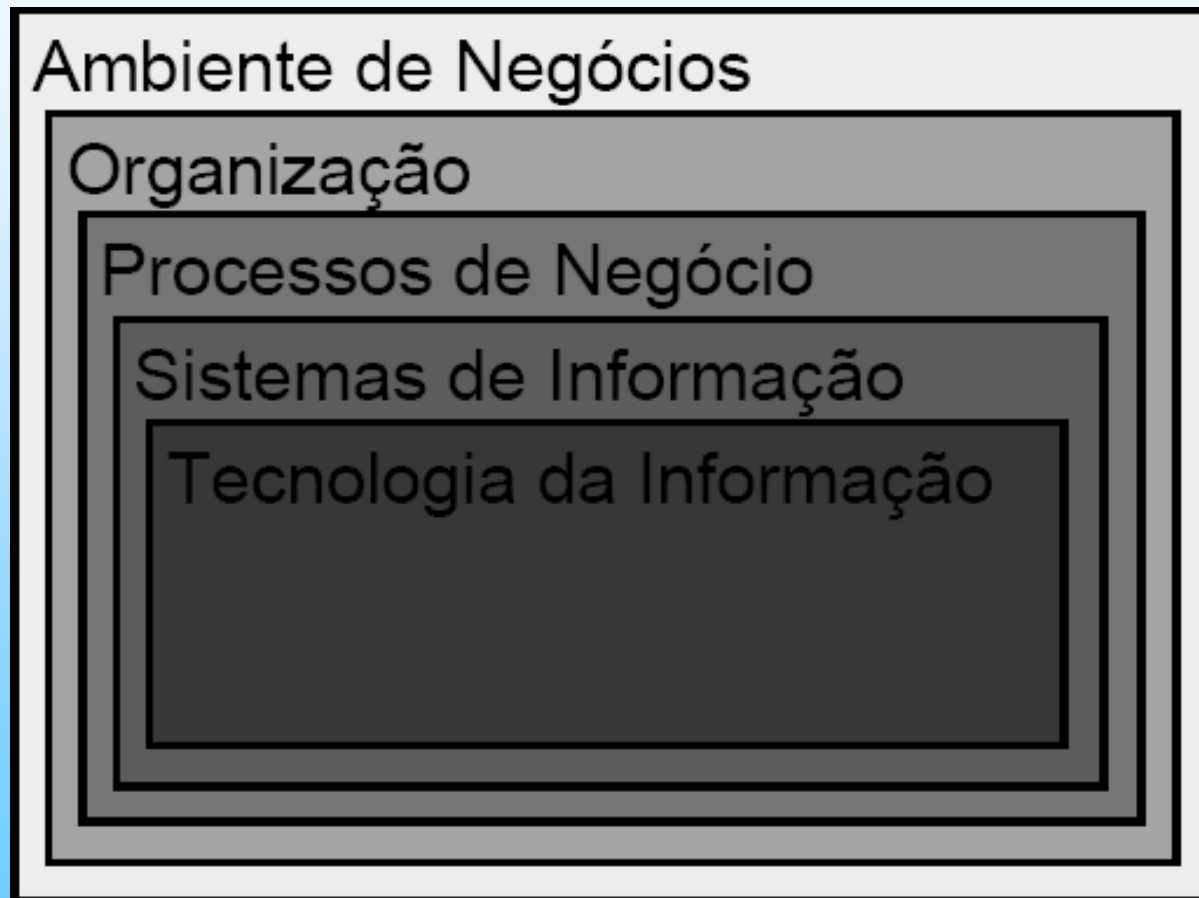 Ambiente de Negócios
Organização
Processos de Negócio
Sistemas de Informação
Tecnologia da Informação